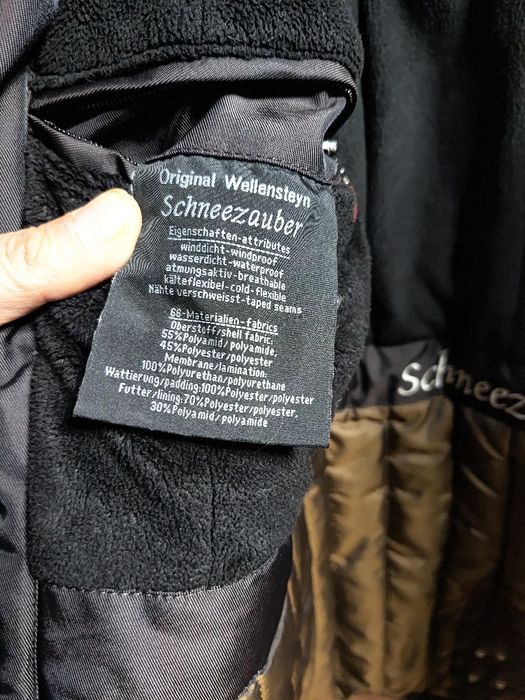 Original Wellensteyn
Schneezauber
Eigenschaften-attributes
winddicht-windproof
wasserdicht-waterproof
atmungsaktiv-breathable
kälteflexibel-cold-flexible
Nähte verschweisst-taped seams
66-Materialien-fabrics
Oberstoff/shell fabric:
55%Polyamid/polyamide,
45%Polyester/polyester
Membrane/lamination:
100%Polyurethan/polyurethane
Wattierung/padding:100%Polyester/polyester
Futter/lining:70%Polyester/polyester,
30%Polyamid/polyamide
Schneez